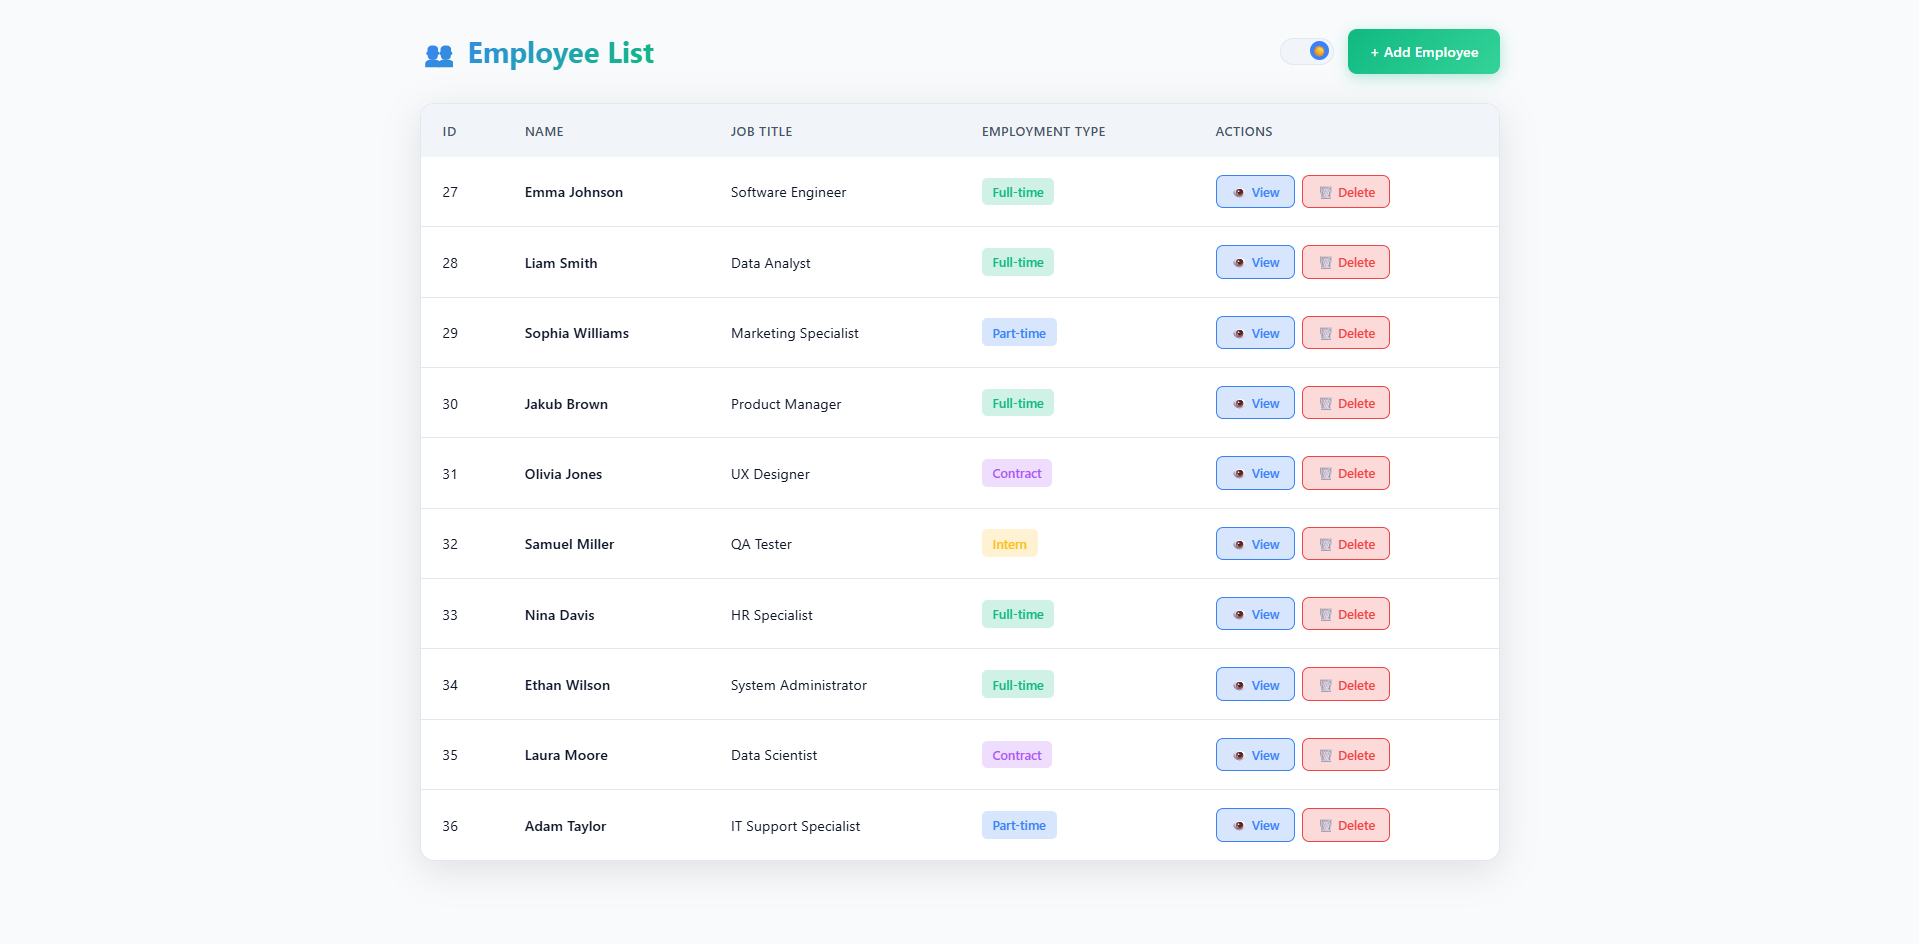 Employee List
+ Add Employee
ID NAME JOB TITLE EMPLOYMENT TYPE ACTIONS
27 Emma Johnson Software Engineer Full-time View Delete
28 Liam Smith Data Analyst Full-time View Delete
29 Sophia Williams Marketing Specialist Part-time View Delete
30 Jakub Brown Product Manager Full-time View Delete
31 Olivia Jones UX Designer Contract View Delete
32 Samuel Miller QA Tester Intern View Delete
33 Nina Davis HR Specialist Full-time View Delete
34 Ethan Wilson System Administrator Full-time View Delete
35 Laura Moore Data Scientist Contract View Delete
36 Adam Taylor IT Support Specialist Part-time View Delete